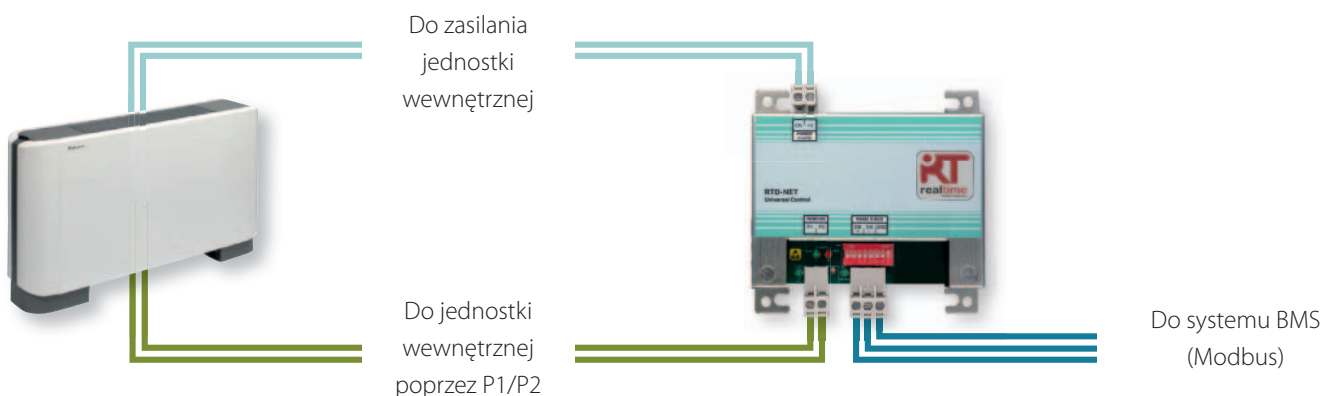 Do zasilania
jednostki
wewnętrznej
RTD-NET
Universal Control
RT
realtime
Do jednostki
wewnętrznej
poprzez P1/P2
Do systemu BMS
(Modbus)